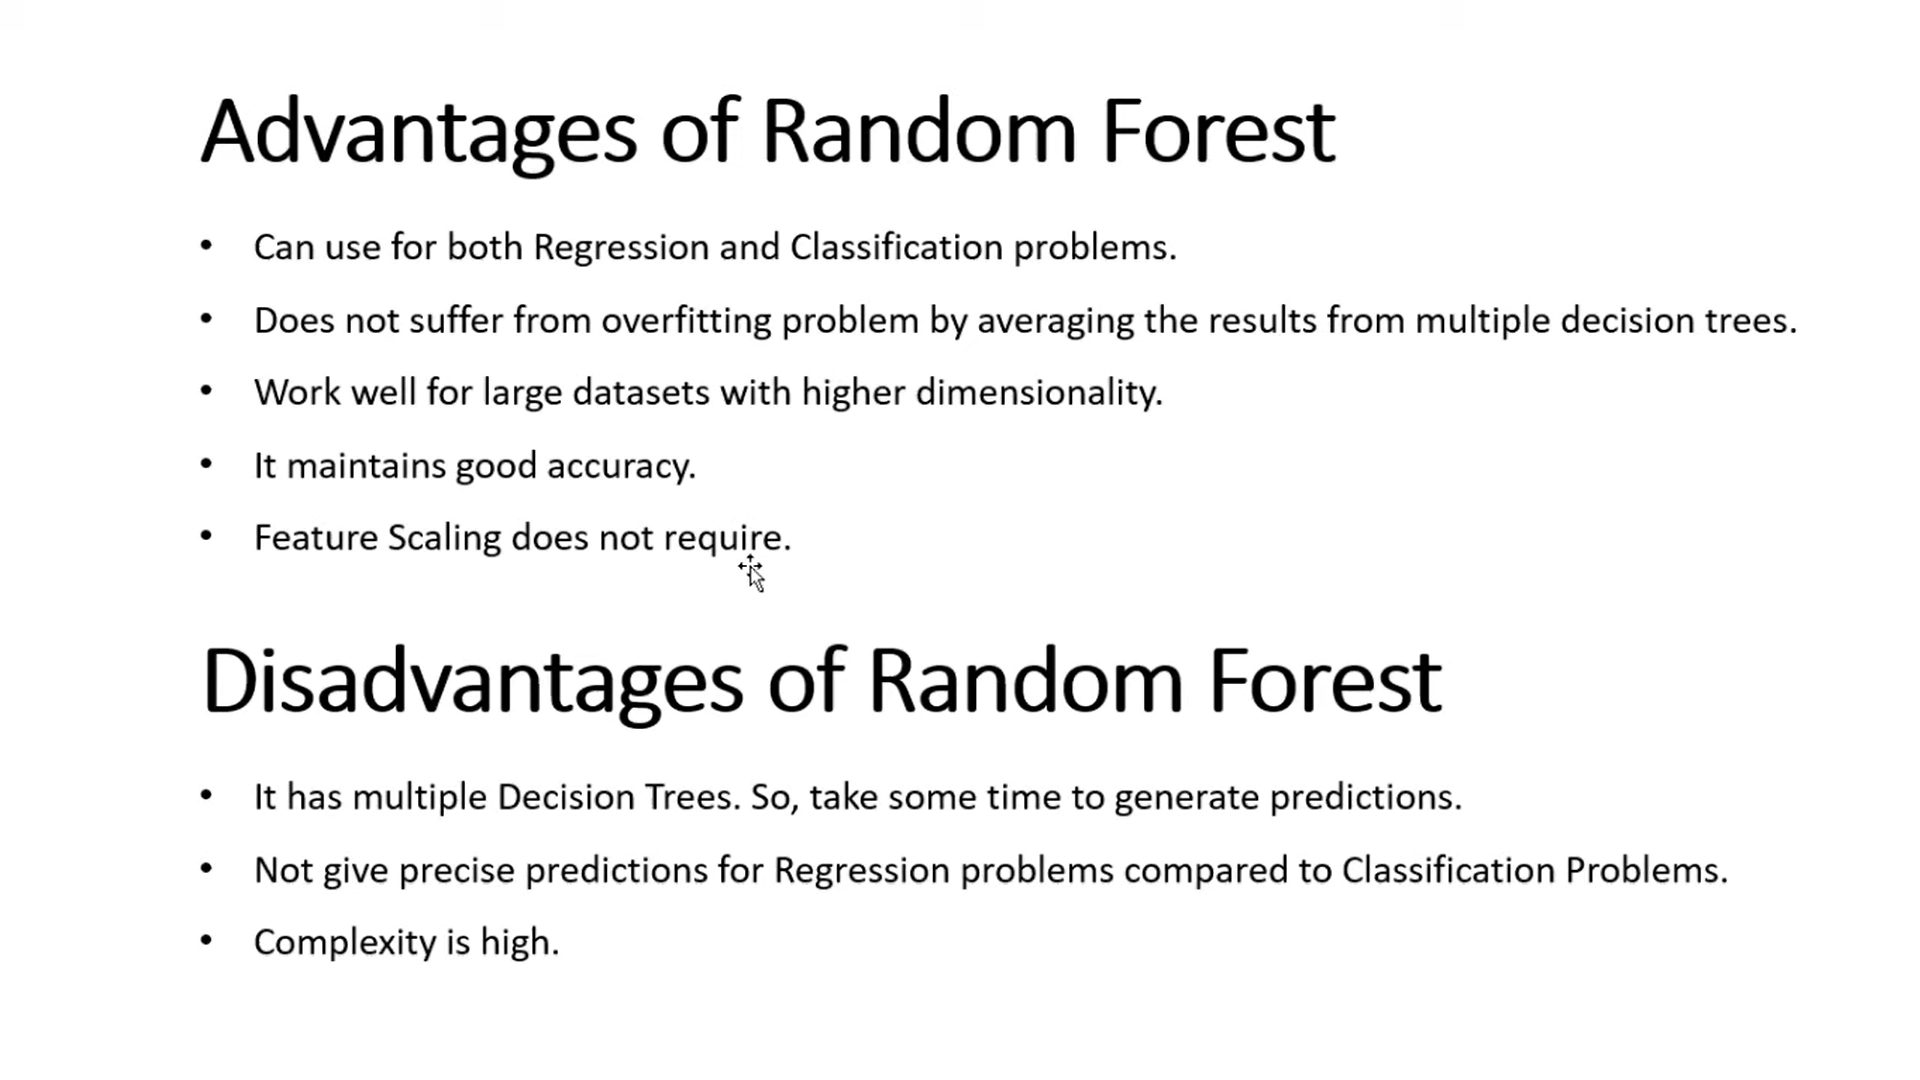 Advantages of Random Forest
• Can use for both Regression and Classification problems.
• Does not suffer from overfitting problem by averaging the results from multiple decision trees.
• Work well for large datasets with higher dimensionality.
• It maintains good accuracy.
• Feature Scaling does not require.
Disadvantages of Random Forest
• It has multiple Decision Trees. So, take some time to generate predictions.
• Not give precise predictions for Regression problems compared to Classification Problems.
• Complexity is high.